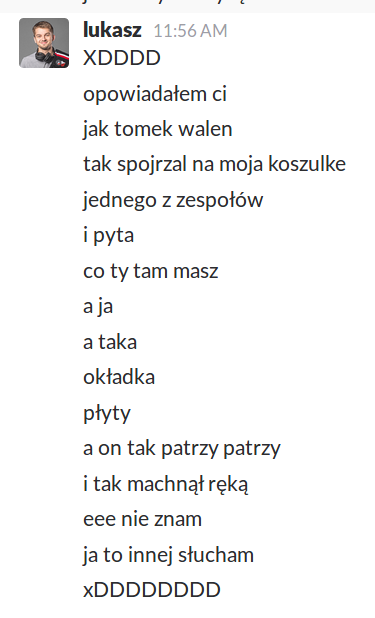 lukasz 11:56 AM
XDDDD
opowiadałem ci
jak tomek walen
tak spojrzal na moja koszulke
jednego z zespołów
i pyta
co ty tam masz
a ja
a taka
okładka
płyty
a on tak patrzy patrzy
i tak machnął ręką
eee nie znam
ja to innej słucham
xDDDDDDDD